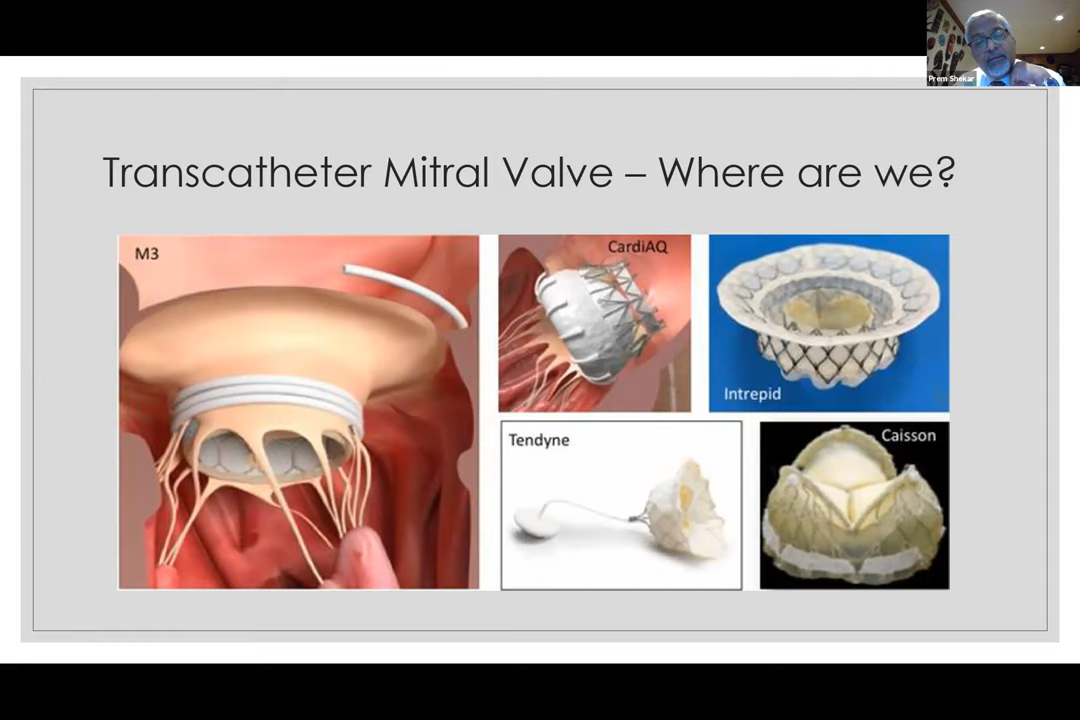 Prem Shekar
Transcatheter Mitral Valve – Where are we?
M3
CardiAQ
Intrepid
Tendyne
Caisson